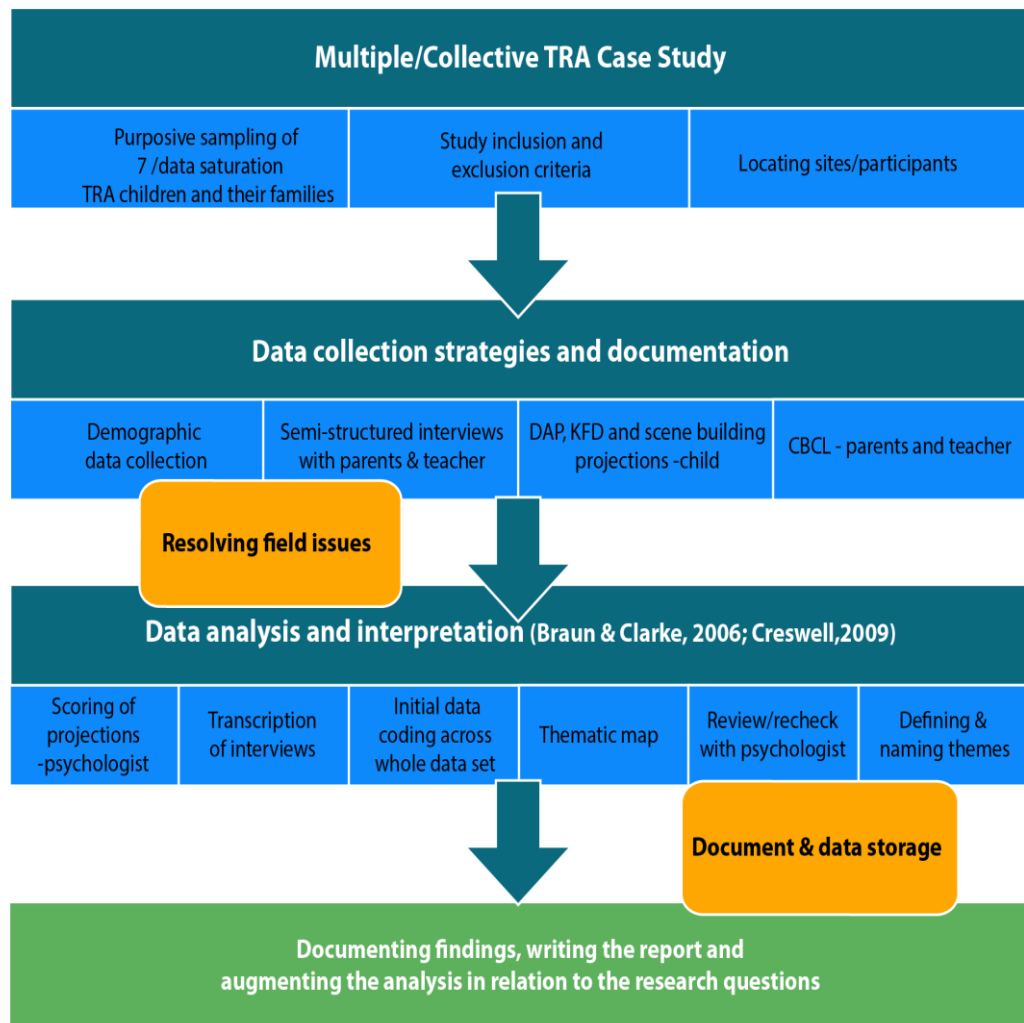 Multiple/Collective TRA Case Study
Purposive sampling of
7 /data saturation
TRA children and their families
Study inclusion and
exclusion criteria
Locating sites/participants
Data collection strategies and documentation
Demographic
data collection
Semi-structured interviews
with parents & teacher
DAP, KFD and scene building
projections -child
CBCL - parents and teacher
Resolving field issues
Data analysis and interpretation (Braun & Clarke, 2006; Creswell,2009)
Scoring of
projections
-psychologist
Transcription
of interviews
Initial data
coding across
whole data set
Thematic map
Review/recheck
with psychologist
Defining &
naming themes
Document & data storage
Documenting findings, writing the report and
augmenting the analysis in relation to the research questions